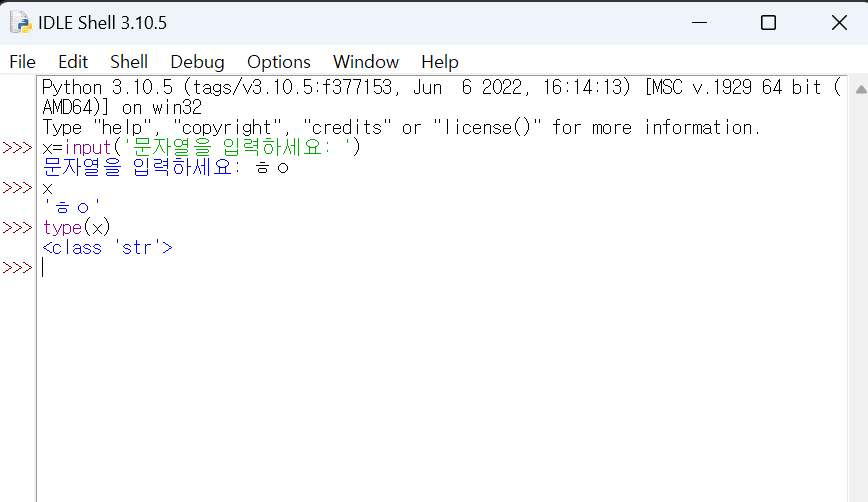 IDLE Shell 3.10.5
File Edit Shell Debug Options Window Help
Python 3.10.5 (tags/v3.10.5:f377153, Jun  6 2022, 16:14:13) [MSC v.1929 64 bit (
AMD64)] on win32
Type "help", "copyright", "credits" or "license()" for more information.
>>> x=input('문자열을 입력하세요: ')
문자열을 입력하세요: ㅎㅇ
>>> x
'ㅎㅇ'
>>> type(x)
<class 'str'>
>>>